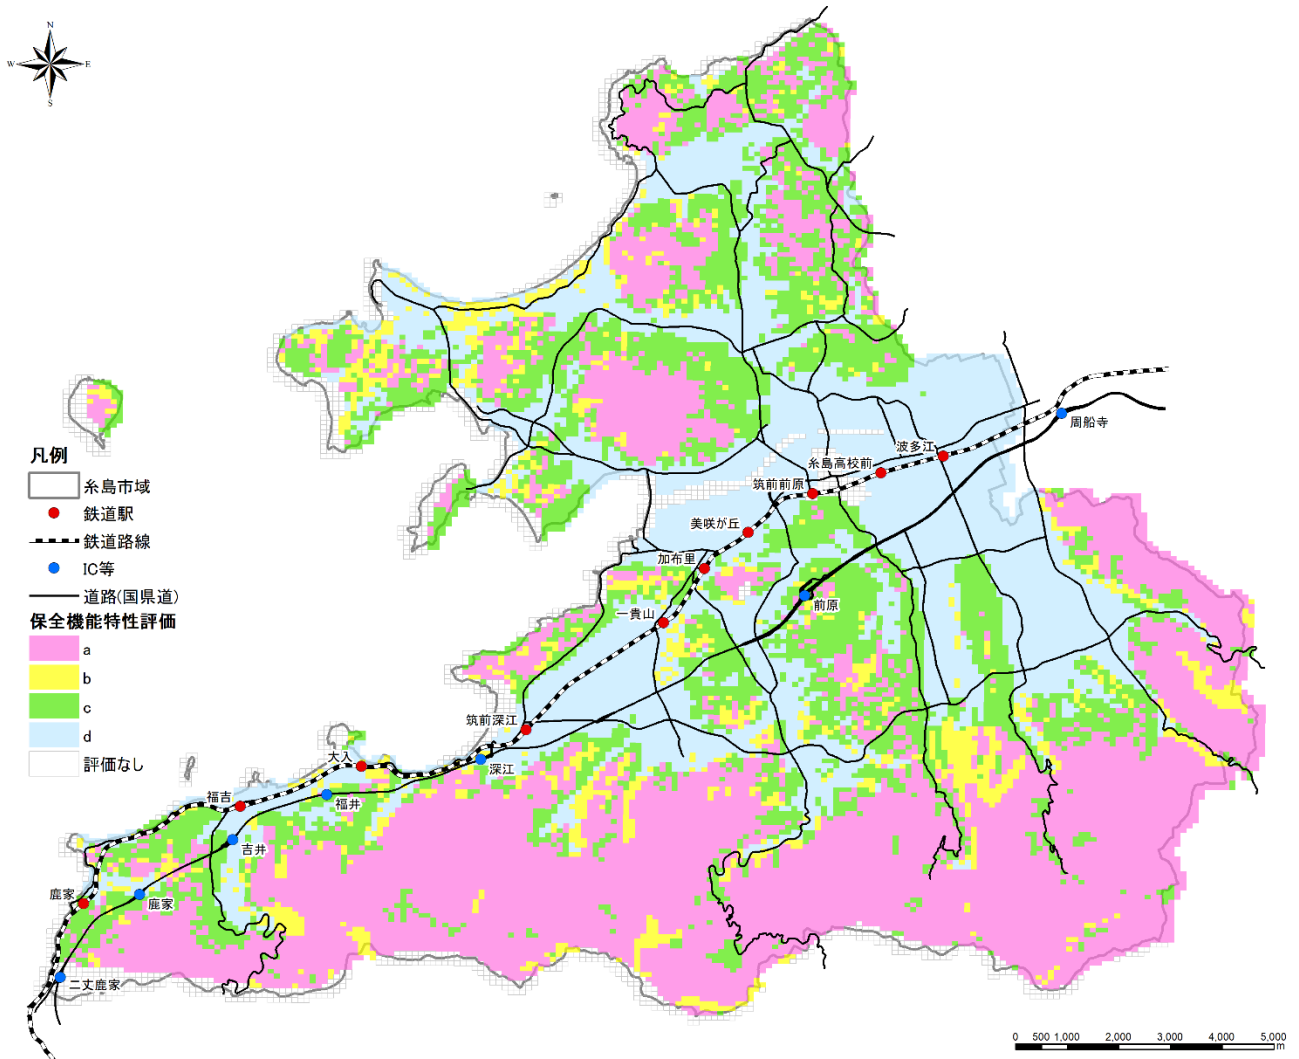 N
W
E
S
周船寺
波多江
糸島高校前
筑前前原
美咲が丘
加布里
前原
一貴山
筑前深江
深江
大入
福井
福吉
吉井
鹿家
鹿家
二丈鹿家
凡例
糸島市域
鉄道駅
鉄道路線
IC等
道路(国県道)
保全機能特性評価
a
b
c
d
評価なし
0 500 1,000 2,000 3,000 4,000 5,000
m